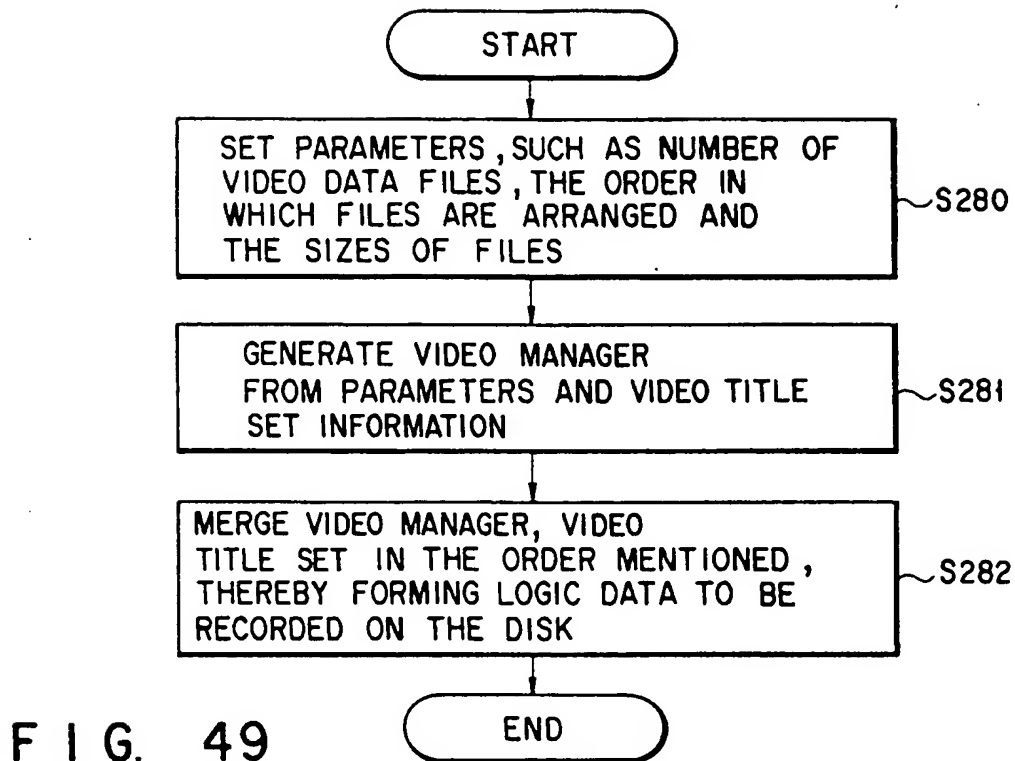 START
SET PARAMETERS, SUCH AS NUMBER OF
VIDEO DATA FILES, THE ORDER IN
WHICH FILES ARE ARRANGED AND
THE SIZES OF FILES
S280
GENERATE VIDEO MANAGER
FROM PARAMETERS AND VIDEO TITLE
SET INFORMATION
S281
MERGE VIDEO MANAGER, VIDEO
TITLE SET IN THE ORDER MENTIONED,
THEREBY FORMING LOGIC DATA TO BE
RECORDED ON THE DISK
S282
END
FIG. 49